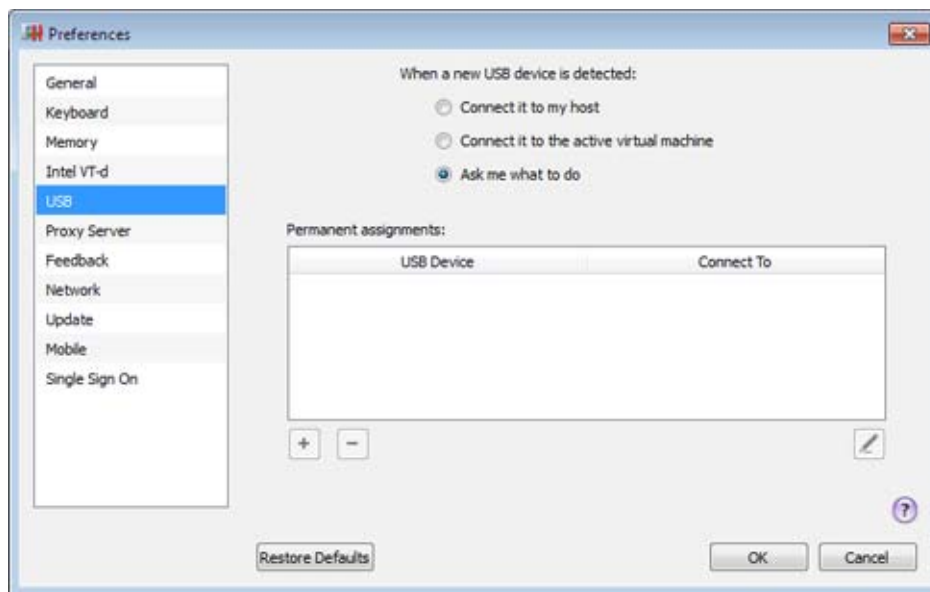 Preferences
General
Keyboard
Memory
Intel VT-d
USB
Proxy Server
Feedback
Network
Update
Mobile
Single Sign On
When a new USB device is detected:
Connect it to my host
Connect it to the active virtual machine
Ask me what to do
Permanent assignments:
USB Device Connect To
+ −
?
Restore Defaults OK Cancel